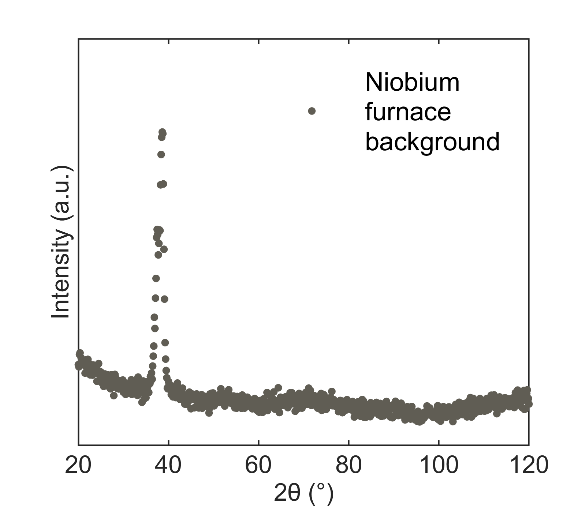 Niobium
furnace
background
Intensity (a.u.)
20 40 60 80 100 120
2θ (°)